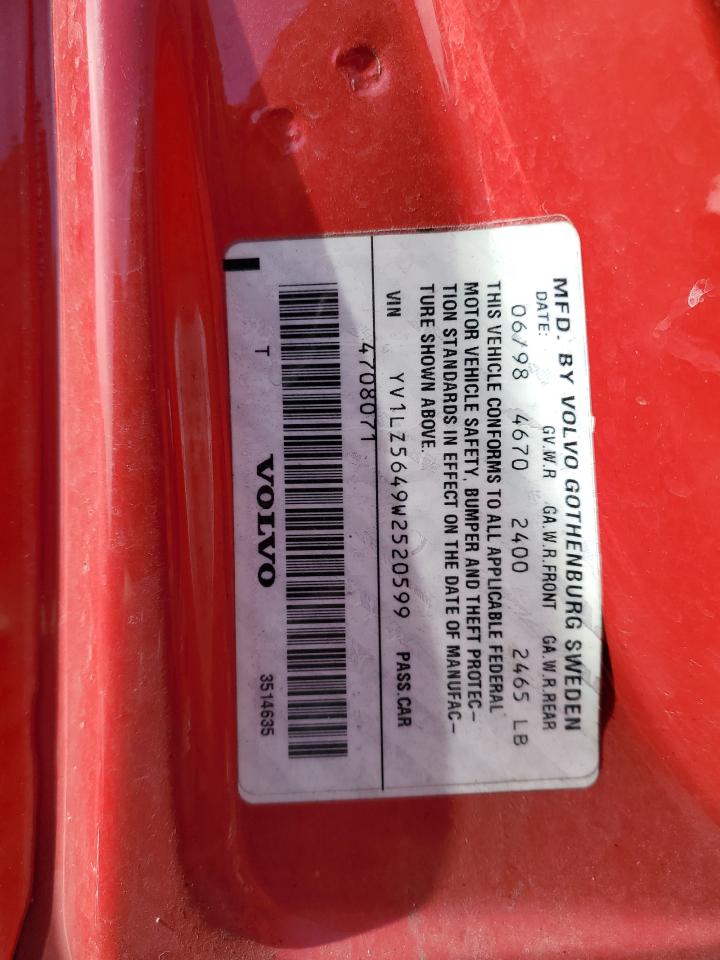 MFD. BY VOLVO GOTHENBURG SWEDEN
DATE: GV.W.R GA.W.R.FRONT GA.W.R.REAR
06/98 4670 2400 2465 LB
THIS VEHICLE CONFORMS TO ALL APPLICABLE FEDERAL
MOTOR VEHICLE SAFETY, BUMPER AND THEFT PROTEC-
TION STANDARDS IN EFFECT ON THE DATE OF MANUFAC-
TURE SHOWN ABOVE.
VIN YV1LZ5649W2520599 PASS.CAR
4708071
T VOLVO 3514635